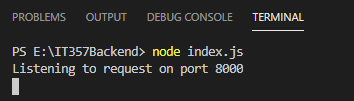 PROBLEMS OUTPUT DEBUG CONSOLE TERMINAL
PS E:\IT357Backend> node index.js
Listening to request on port 8000